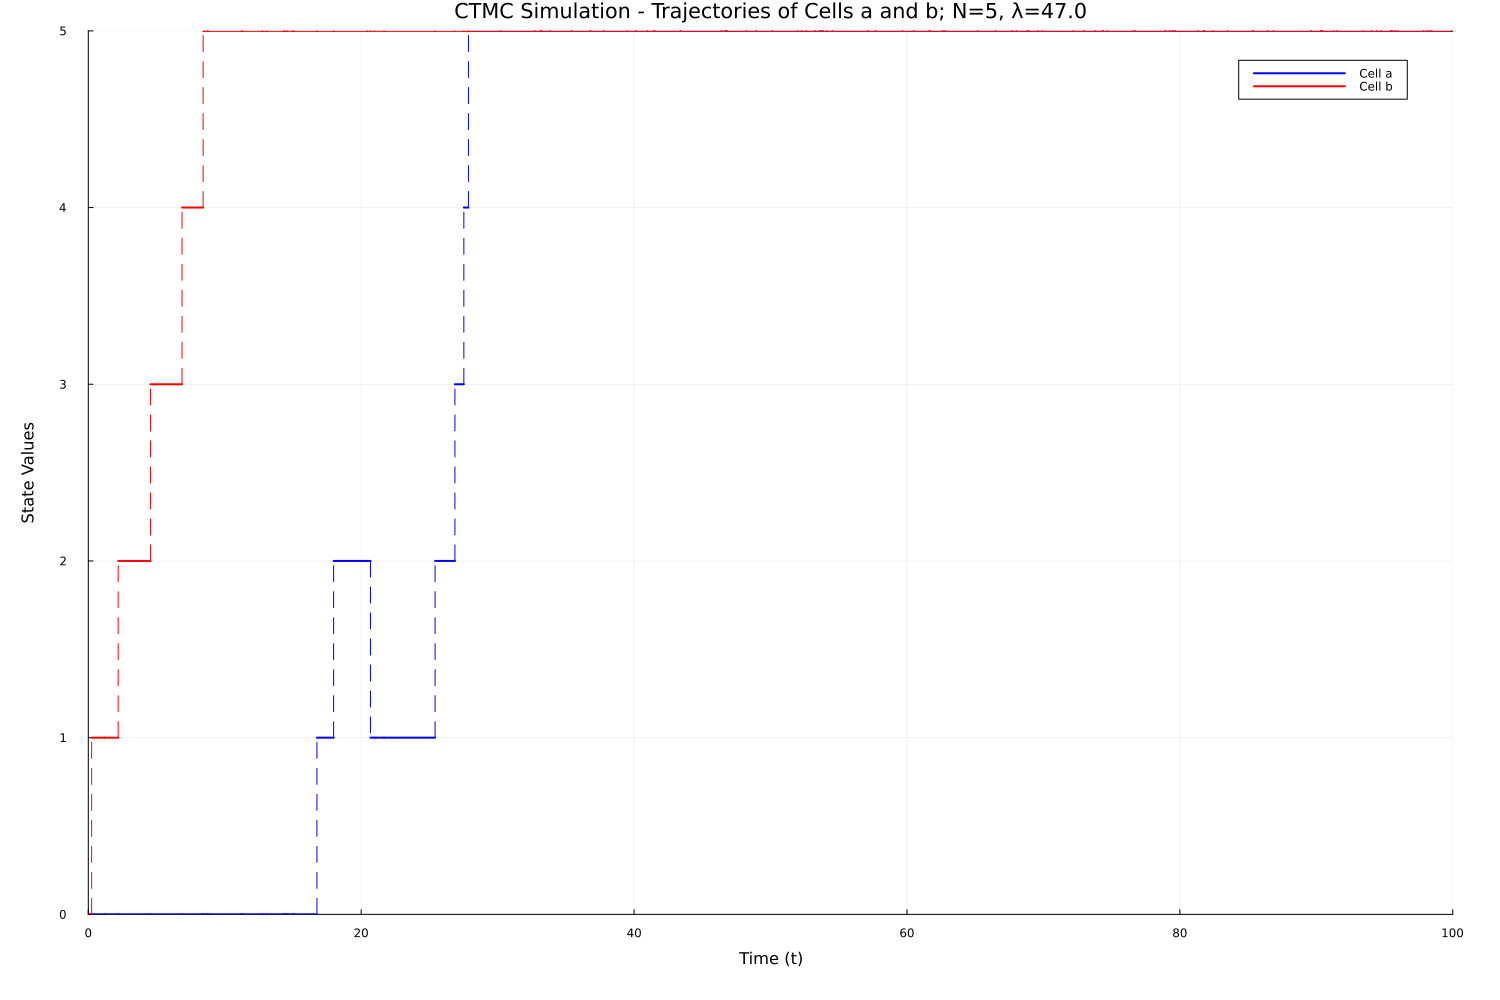 CTMC Simulation - Trajectories of Cells a and b; N=5, λ=47.0
5
Cell a
Cell b
4
3
State Values
2
1
0
0 20 40 60 80 100
Time (t)